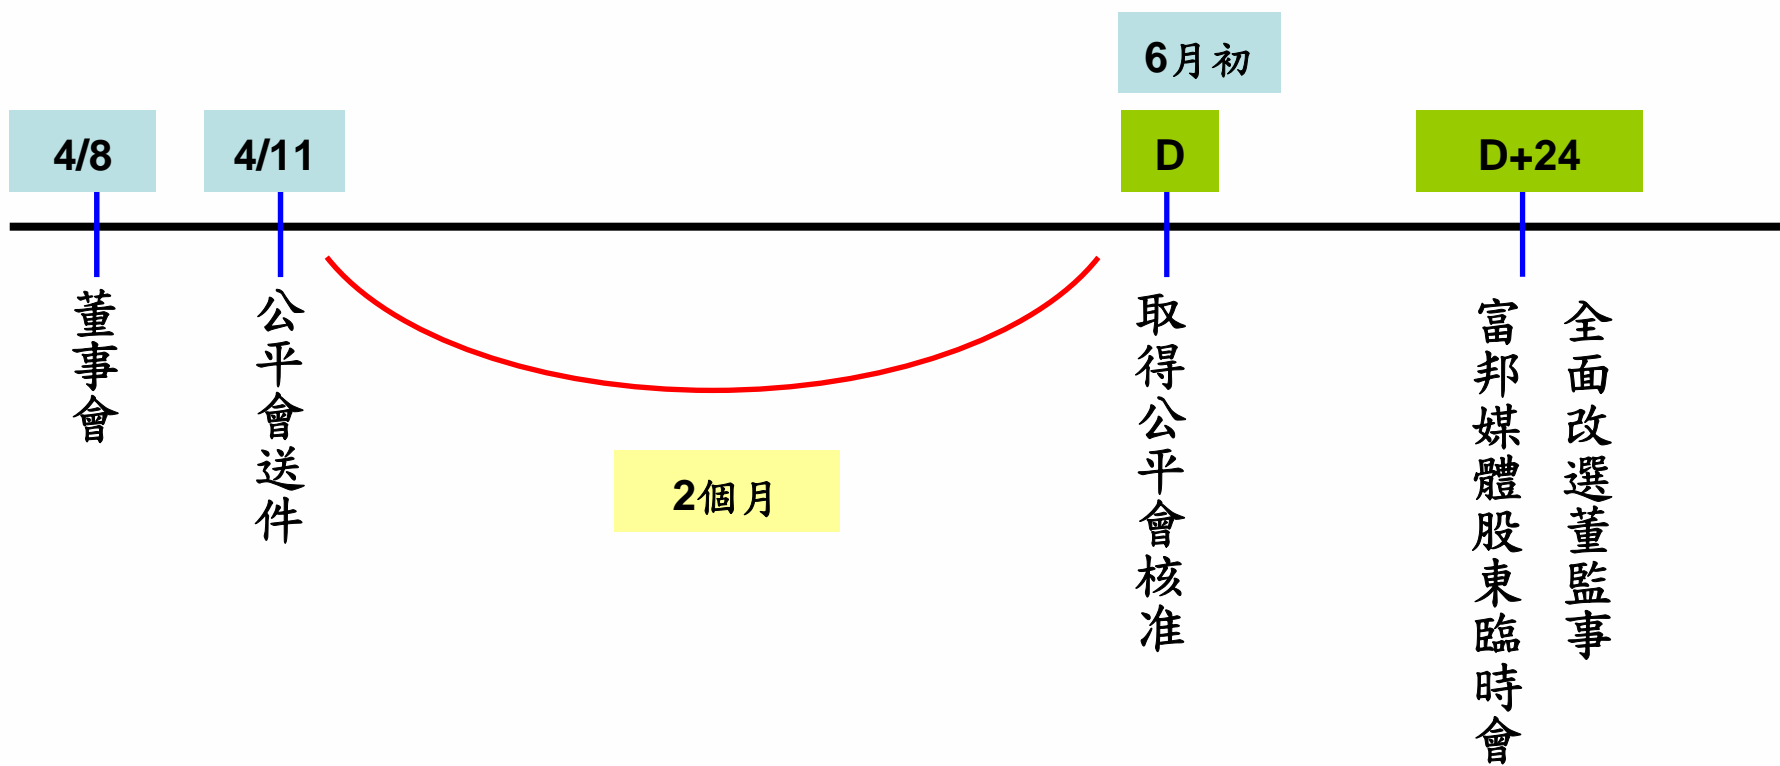 6月初
4/8
4/11
D
D+24
董事會
公平會送件
2個月
取得公平會核准
全面改選董監事
富邦媒體股東臨時會